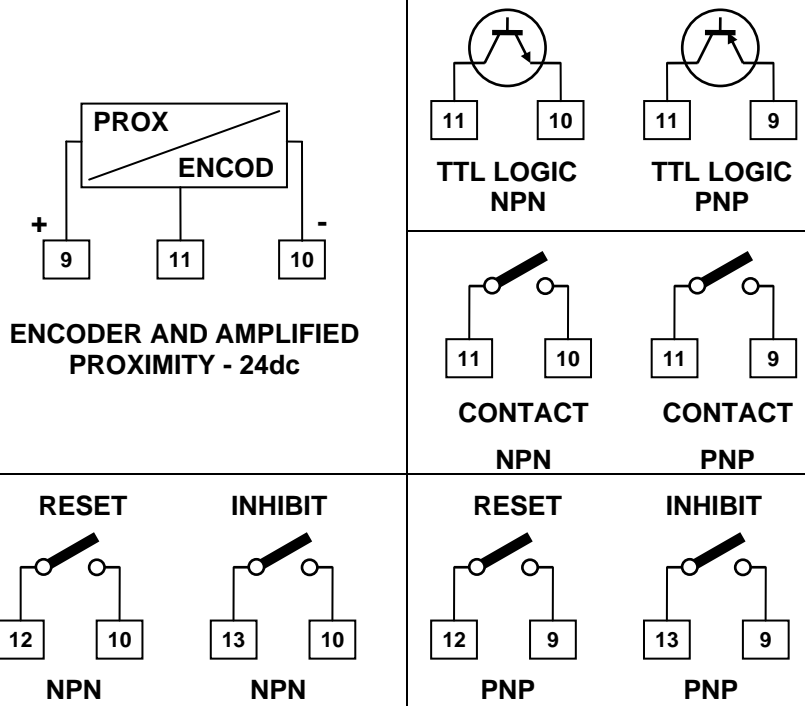 PROX
ENCOD
+ -
9 11 10
ENCODER AND AMPLIFIED
PROXIMITY - 24dc
11 10
TTL LOGIC
NPN
11 9
TTL LOGIC
PNP
11 10
CONTACT
NPN
11 9
CONTACT
PNP
RESET
12 10
NPN
INHIBIT
13 10
NPN
RESET
12 9
PNP
INHIBIT
13 9
PNP